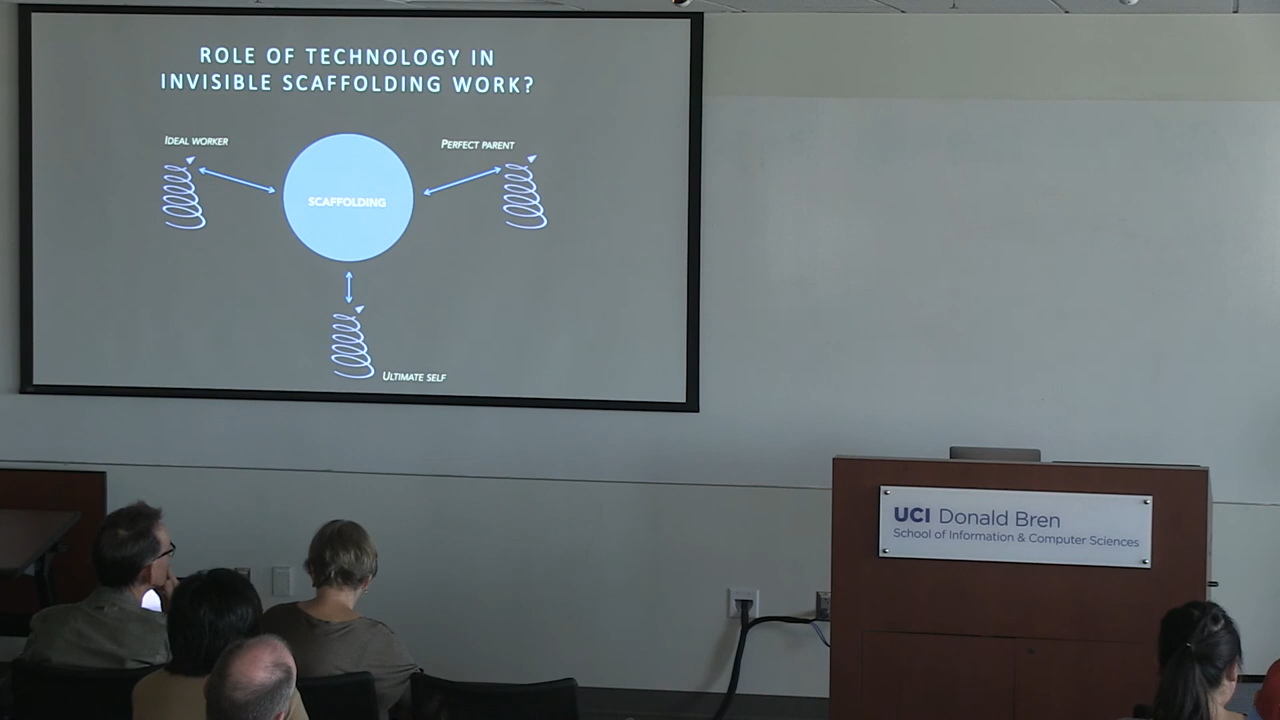 ROLE OF TECHNOLOGY IN
INVISIBLE SCAFFOLDING WORK?
IDEAL WORKER
PERFECT PARENT
SCAFFOLDING
ULTIMATE SELF
UCI Donald Bren
School of Information & Computer Sciences